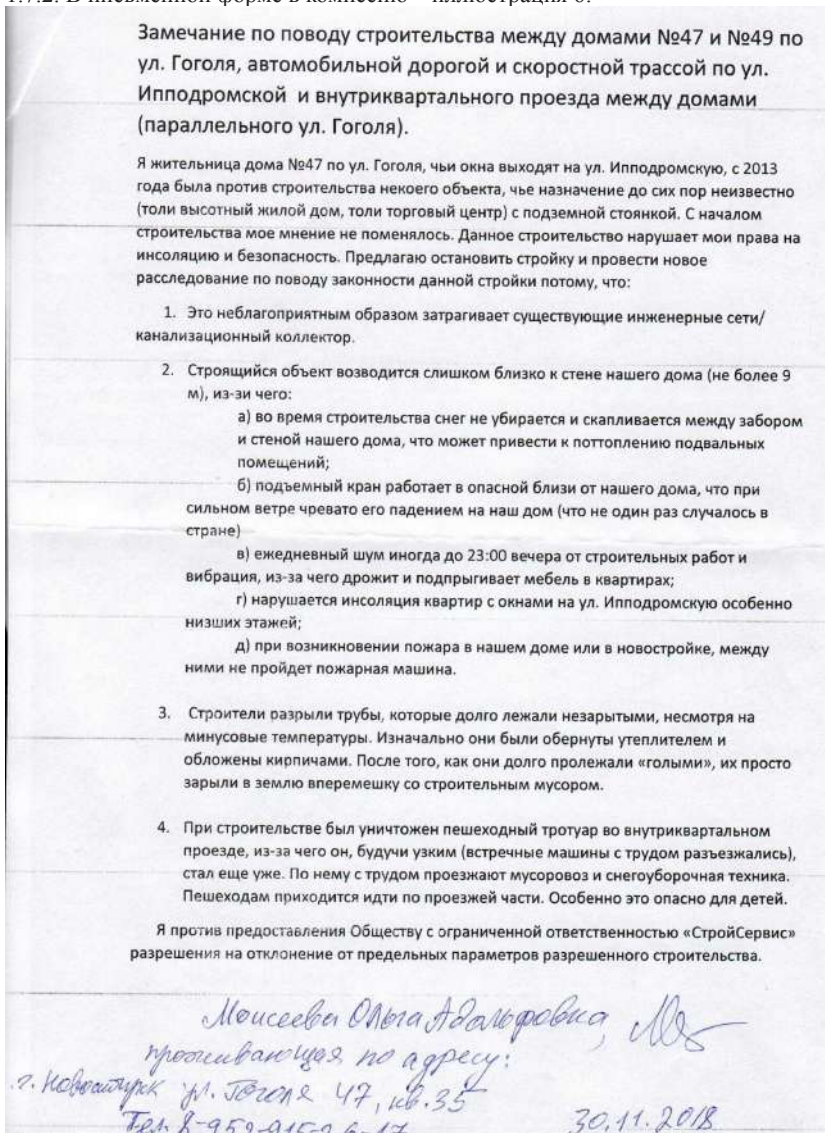 1.7.2. В письменной форме в комиссию – иллюстрация 6.
Замечание по поводу строительства между домами №47 и №49 по
ул. Гоголя, автомобильной дорогой и скоростной трассой по ул.
Ипподромской и внутриквартального проезда между домами
(параллельного ул. Гоголя).
Я жительница дома №47 по ул. Гоголя, чьи окна выходят на ул. Ипподромскую, с 2013
года была против строительства некоего объекта, чье назначение до сих пор неизвестно
(толи высотный жилой дом, толи торговый центр) с подземной стоянкой. С началом
строительства мое мнение не поменялось. Данное строительство нарушает мои права на
инсоляцию и безопасность. Предлагаю остановить стройку и провести новое
расследование по поводу законности данной стройки потому, что:
1. Это неблагоприятным образом затрагивает существующие инженерные сети/
канализационный коллектор.
2. Строящийся объект возводится слишком близко к стене нашего дома (не более 9
м), из-зи чего:
а) во время строительства снег не убирается и скапливается между забором
и стеной нашего дома, что может привести к поттоплению подвальных
помещений;
б) подъемный кран работает в опасной близи от нашего дома, что при
сильном ветре чревато его падением на наш дом (что не один раз случалось в
стране)
в) ежедневный шум иногда до 23:00 вечера от строительных работ и
вибрация, из-за чего дрожит и подпрыгивает мебель в квартирах;
г) нарушается инсоляция квартир с окнами на ул. Ипподромскую особенно
низших этажей;
д) при возникновении пожара в нашем доме или в новостройке, между
ними не пройдет пожарная машина.
3. Строители разрыли трубы, которые долго лежали незарытыми, несмотря на
минусовые температуры. Изначально они были обернуты утеплителем и
обложены кирпичами. После того, как они долго пролежали «голыми», их просто
зарыли в землю вперемешку со строительным мусором.
4. При строительстве был уничтожен пешеходный тротуар во внутриквартальном
проезде, из-за чего он, будучи узким (встречные машины с трудом разъезжались),
стал еще уже. По нему с трудом проезжают мусоровоз и снегоуборочная техника.
Пешеходам приходится идти по проезжей части. Особенно это опасно для детей.
Я против предоставления Обществу с ограниченной ответственностью «СтройСервис»
разрешения на отклонение от предельных параметров разрешенного строительства.
Моисеева Ольга Адольфовна,
проживающая по адресу:
г. Новосибирск ул. Гоголя 47, кв.35
Тел. 8-952-915-26-17
30.11.2018